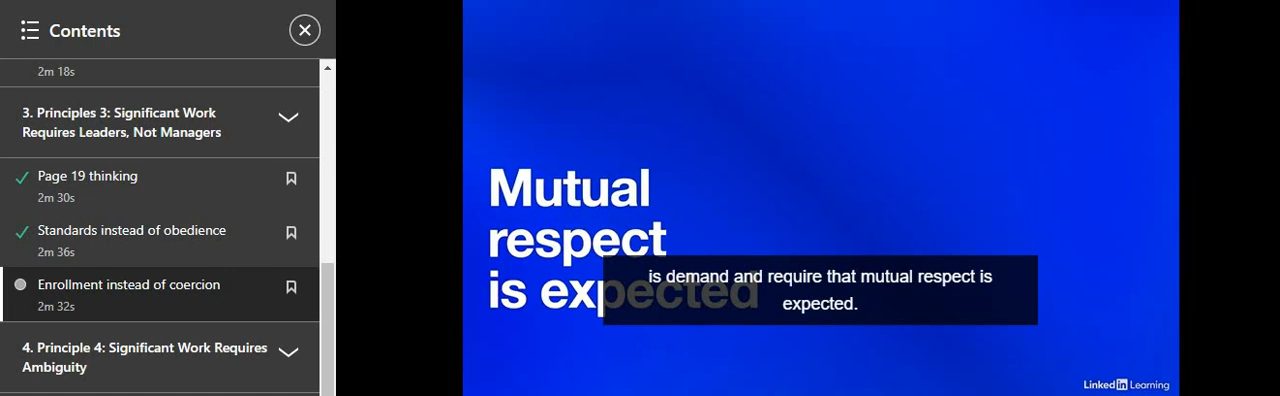 Contents
2m 18s
3. Principles 3: Significant Work
Requires Leaders, Not Managers
Page 19 thinking
2m 30s
Standards instead of obedience
2m 36s
Enrollment instead of coercion
2m 32s
4. Principle 4: Significant Work Requires
Ambiguity
Mutual
respect
is expected
is demand and require that mutual respect is
expected.
LinkedIn Learning